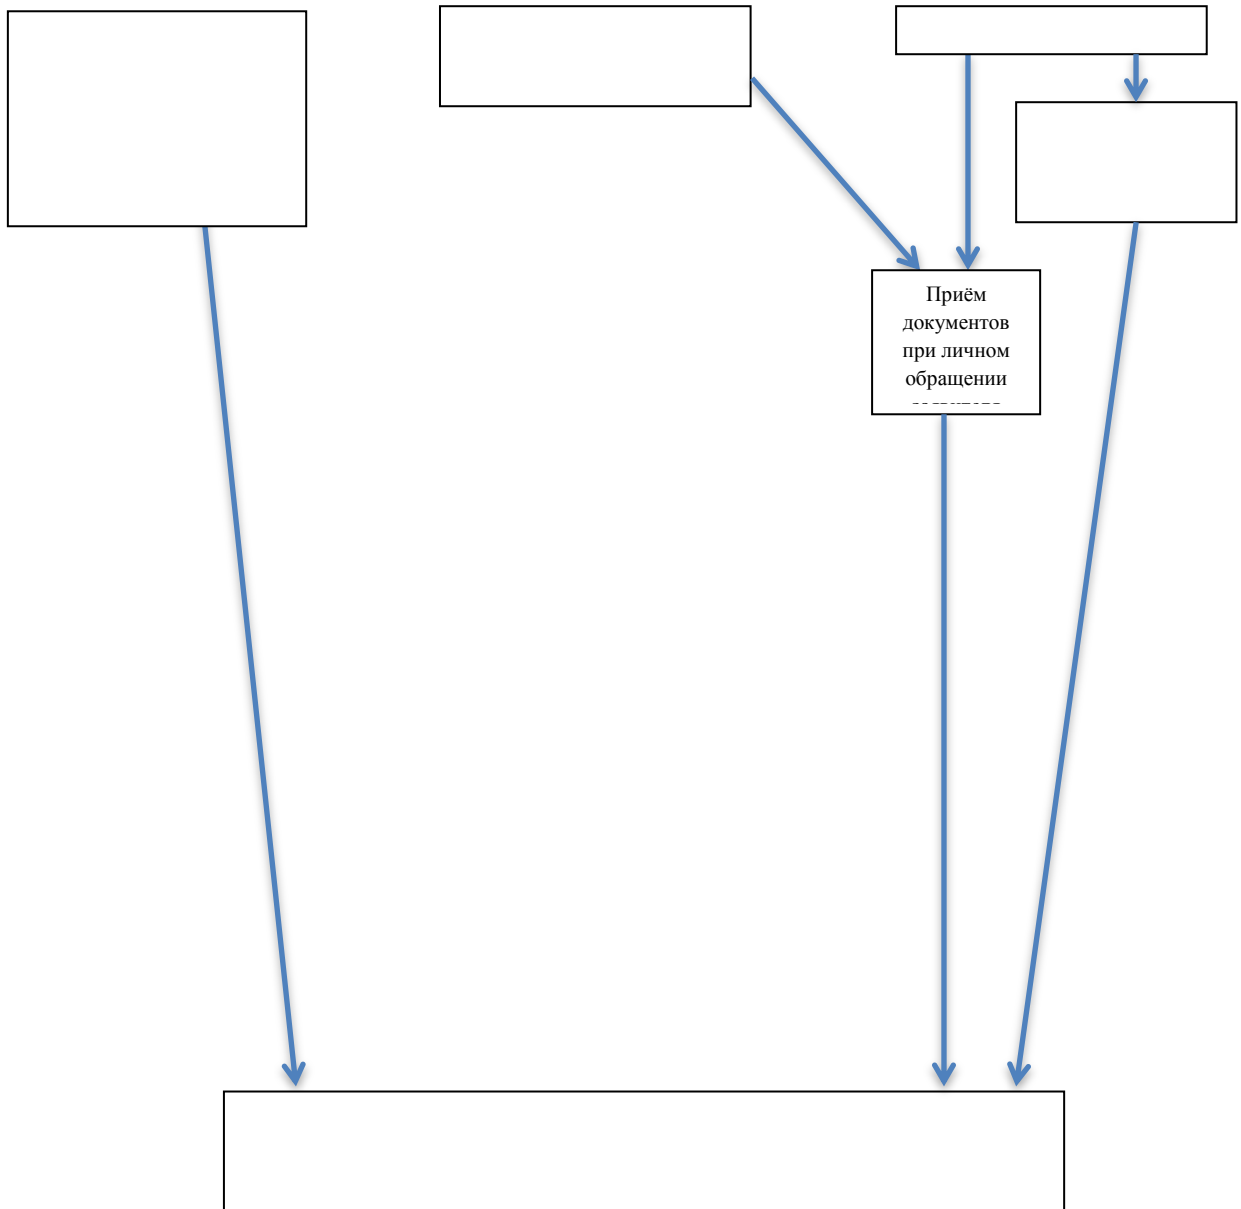 Приём
документов
при личном
обращении